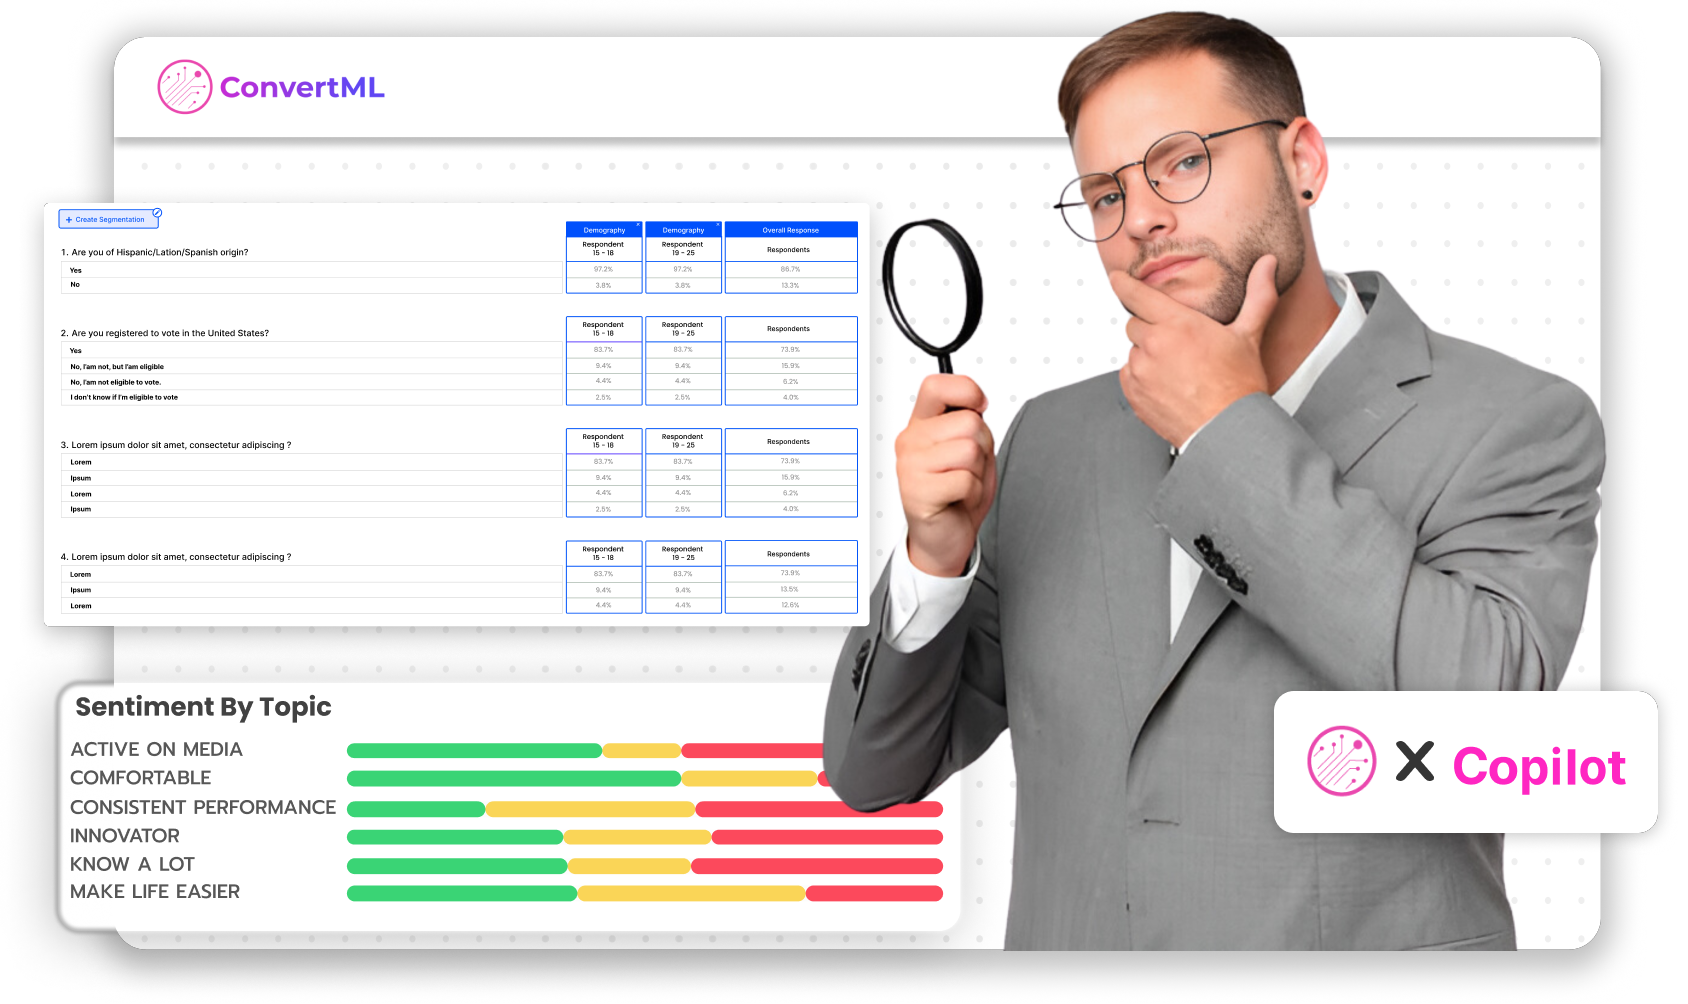 ConvertML
+ Create Segmentation
Demography x Demography x Overall Response
1. Are you of Hispanic/Lation/Spanish origin? Respondent 15 - 18 Respondent 19 - 25 Respondents
Yes 97.2% 97.2% 86.7%
No 3.8% 3.8% 13.3%
2. Are you registered to vote in the United States? Respondent 15 - 18 Respondent 19 - 25 Respondents
Yes 83.7% 83.7% 73.9%
No, I'am not, but I'am eligible 9.4% 9.4% 15.9%
No, I'am not eligible to vote. 4.4% 4.4% 6.2%
I don't know if I'm eligible to vote 2.5% 2.5% 4.0%
3. Lorem ipsum dolor sit amet, consectetur adipiscing ? Respondent 15 - 18 Respondent 19 - 25 Respondents
Lorem 83.7% 83.7% 73.9%
Ipsum 9.4% 9.4% 15.9%
Lorem 4.4% 4.4% 6.2%
Ipsum 2.5% 2.5% 4.0%
4. Lorem ipsum dolor sit amet, consectetur adipiscing ? Respondent 15 - 18 Respondent 19 - 25 Respondents
Lorem 83.7% 83.7% 73.9%
Ipsum 9.4% 9.4% 13.5%
Lorem 4.4% 4.4% 12.6%
Sentiment By Topic
ACTIVE ON MEDIA
COMFORTABLE
CONSISTENT PERFORMANCE
INNOVATOR
KNOW A LOT
MAKE LIFE EASIER
X Copilot